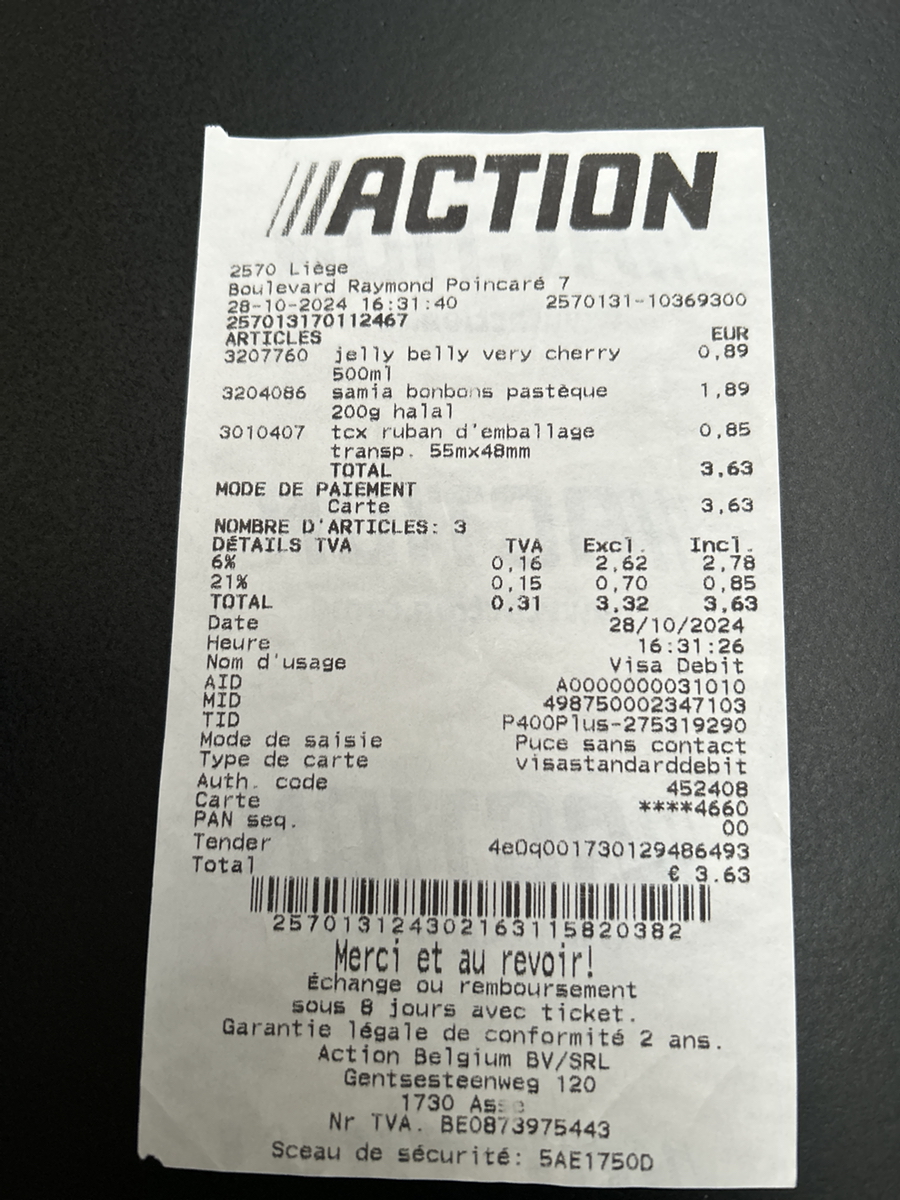 ACTION
2570 Liège
Boulevard Raymond Poincaré 7
28-10-2024 16:31:40 2570131-10369300
257013170112467
ARTICLES EUR
3207760 jelly belly very cherry 0,89
500ml
3204086 samia bonbons pastèque 1,89
200g halal
3010407 tcx ruban d'emballage 0,85
transp. 55mx48mm
TOTAL 3,63
MODE DE PAIEMENT
Carte 3,63
NOMBRE D'ARTICLES: 3
DÉTAILS TVA TVA Excl. Incl.
6% 0,16 2,62 2,78
21% 0,15 0,70 0,85
TOTAL 0,31 3,32 3,63
Date 28/10/2024
Heure 16:31:26
Nom d'usage Visa Debit
AID A0000000031010
MID 498750002347103
TID P400Plus-275319290
Mode de saisie Puce sans contact
Type de carte visastandarddebit
Auth. code 452408
Carte ****4660
PAN seq. 00
Tender 4e0q001730129486493
Total € 3.63
257013124302163115820382
Merci et au revoir!
Échange ou remboursement
sous 8 jours avec ticket.
Garantie légale de conformité 2 ans.
Action Belgium BV/SRL
Gentsesteenweg 120
1730 Asse
Nr TVA. BE0873975443
Sceau de sécurité: 5AE1750D